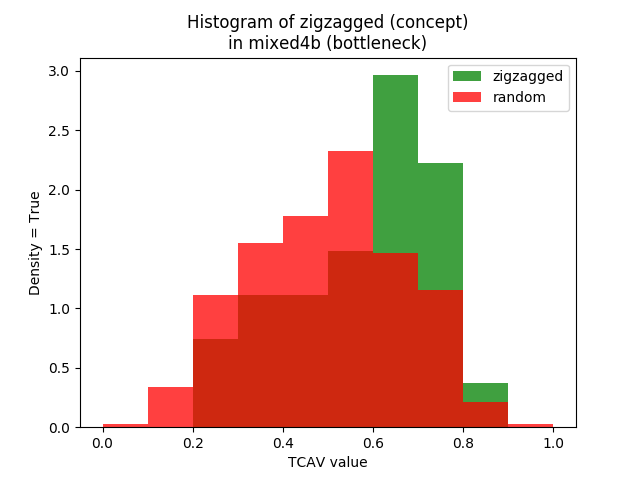 Histogram of zigzagged (concept)
in mixed4b (bottleneck)
zigzagged
random
Density = True
3.0
2.5
2.0
1.5
1.0
0.5
0.0
0.0 0.2 0.4 0.6 0.8 1.0
TCAV value